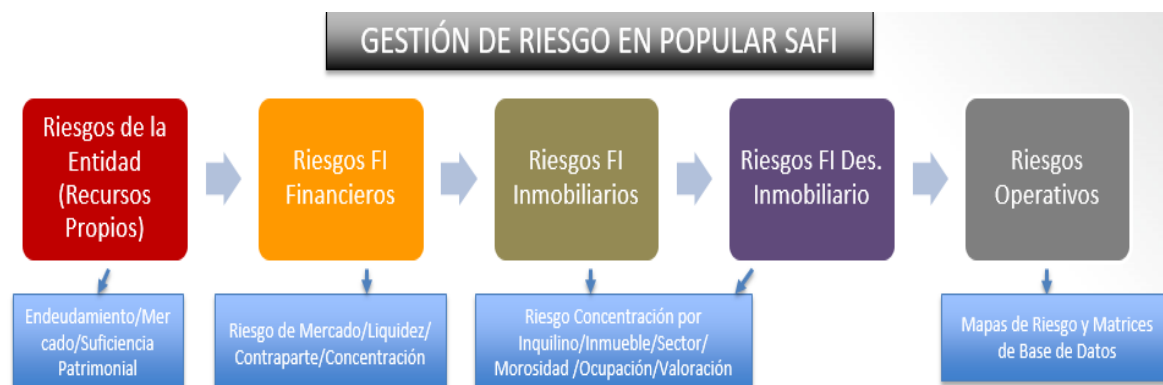 GESTIÓN DE RIESGO EN POPULAR SAFI
Riesgos de la
Entidad
(Recursos
Propios)
Riesgos FI
Financieros
Riesgos FI
Inmobiliarios
Riesgos FI Des.
Inmobiliario
Riesgos
Operativos
Endeudamiento/Mer
cado/Suficiencia
Patrimonial
Riesgo de Mercado/Liquidez/
Contraparte/Concentración
Riesgo Concentración por
Inquilino/Inmueble/Sector/
Morosidad /Ocupación/Valoración
Mapas de Riesgo y Matrices
de Base de Datos